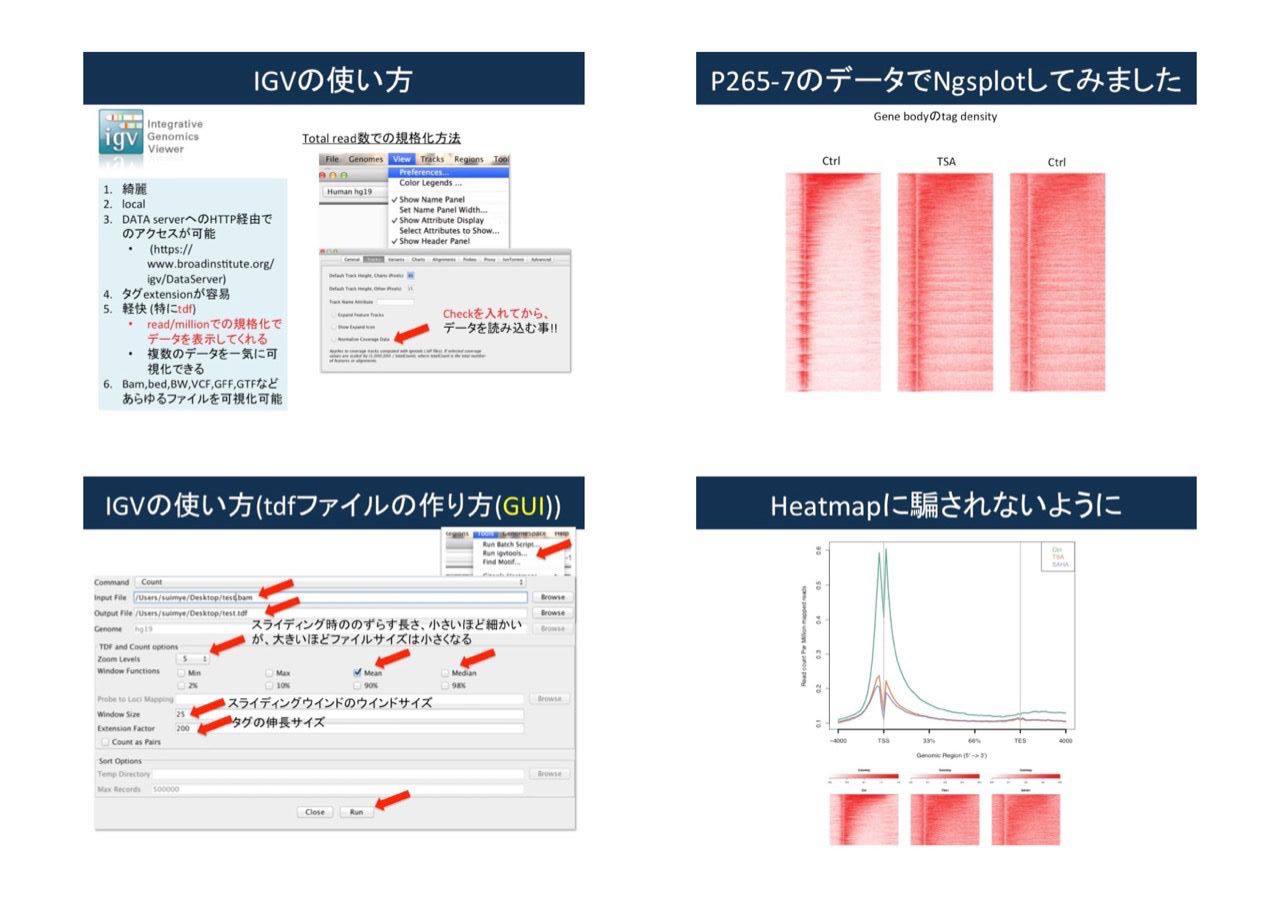 IGVの使い方
igv
Integrative
Genomics
Viewer
Total read数での規格化方法
File Genomes View Tracks Regions Tool
Preferences...
Color Legends ...
Human hg19
✓ Show Name Panel
Set Name Panel Width...
✓ Show Attribute Display
Select Attributes to Show...
✓ Show Header Panel
1. 綺麗
2. local
3. DATA serverへのHTTP経由で
のアクセスが可能
• (https://
www.broadinstitute.org/
igv/DataServer)
4. タグextensionが容易
5. 軽快 (特にtdf)
• read/millionでの規格化で
データを表示してくれる
• 複数のデータを一気に可
視化できる
6. Bam,bed,BW,VCF,GFF,GTFなど
あらゆるファイルを可視化可能
General Tracks Variants Charts Alignments Probes Proxy IonTorrent Advanced
Default Track Height, Charts (Pixels)
Default Track Height, Other (Pixels)
Track Name Attribute
Expand Feature Tracks
Show Expand Icon
Normalize Coverage Data
Checkを入れてから、
データを読み込む事!!
P265-7のデータでNgsplotしてみました
Gene bodyのtag density
Ctrl TSA Ctrl
IGVの使い方(tdfファイルの作り方(GUI))
Regions Tools GenomeSpace Help
Run Batch Script...
Run igvtools...
Find Motif...
Command Count
Input File /Users/suimye/Desktop/test.bam Browse
Output File /Users/suimye/Desktop/test.tdf Browse
Genome hg19 Browse
スライディング時ののずらす長さ、小さいほど細かい
が、大きいほどファイルサイズは小さくなる
TDF and Count options
Zoom Levels 5
Window Functions Min Max Mean Median
2% 10% 90% 98%
Probe to Loci Mapping Browse
スライディングウインドのウインドサイズ
Window Size 25
タグの伸長サイズ
Extension Factor 200
Count as Pairs
Sort Options
Temp Directory Browse
Max Records 500000
Close Run
Heatmapに騙されないように
Ctrl
TSA
SAHA
Read count Per Million mapped reads
0.6
0.5
0.4
0.3
0.2
0.1
-4000 TSS 33% 66% TES 4000
Genomic Region (5' -> 3')